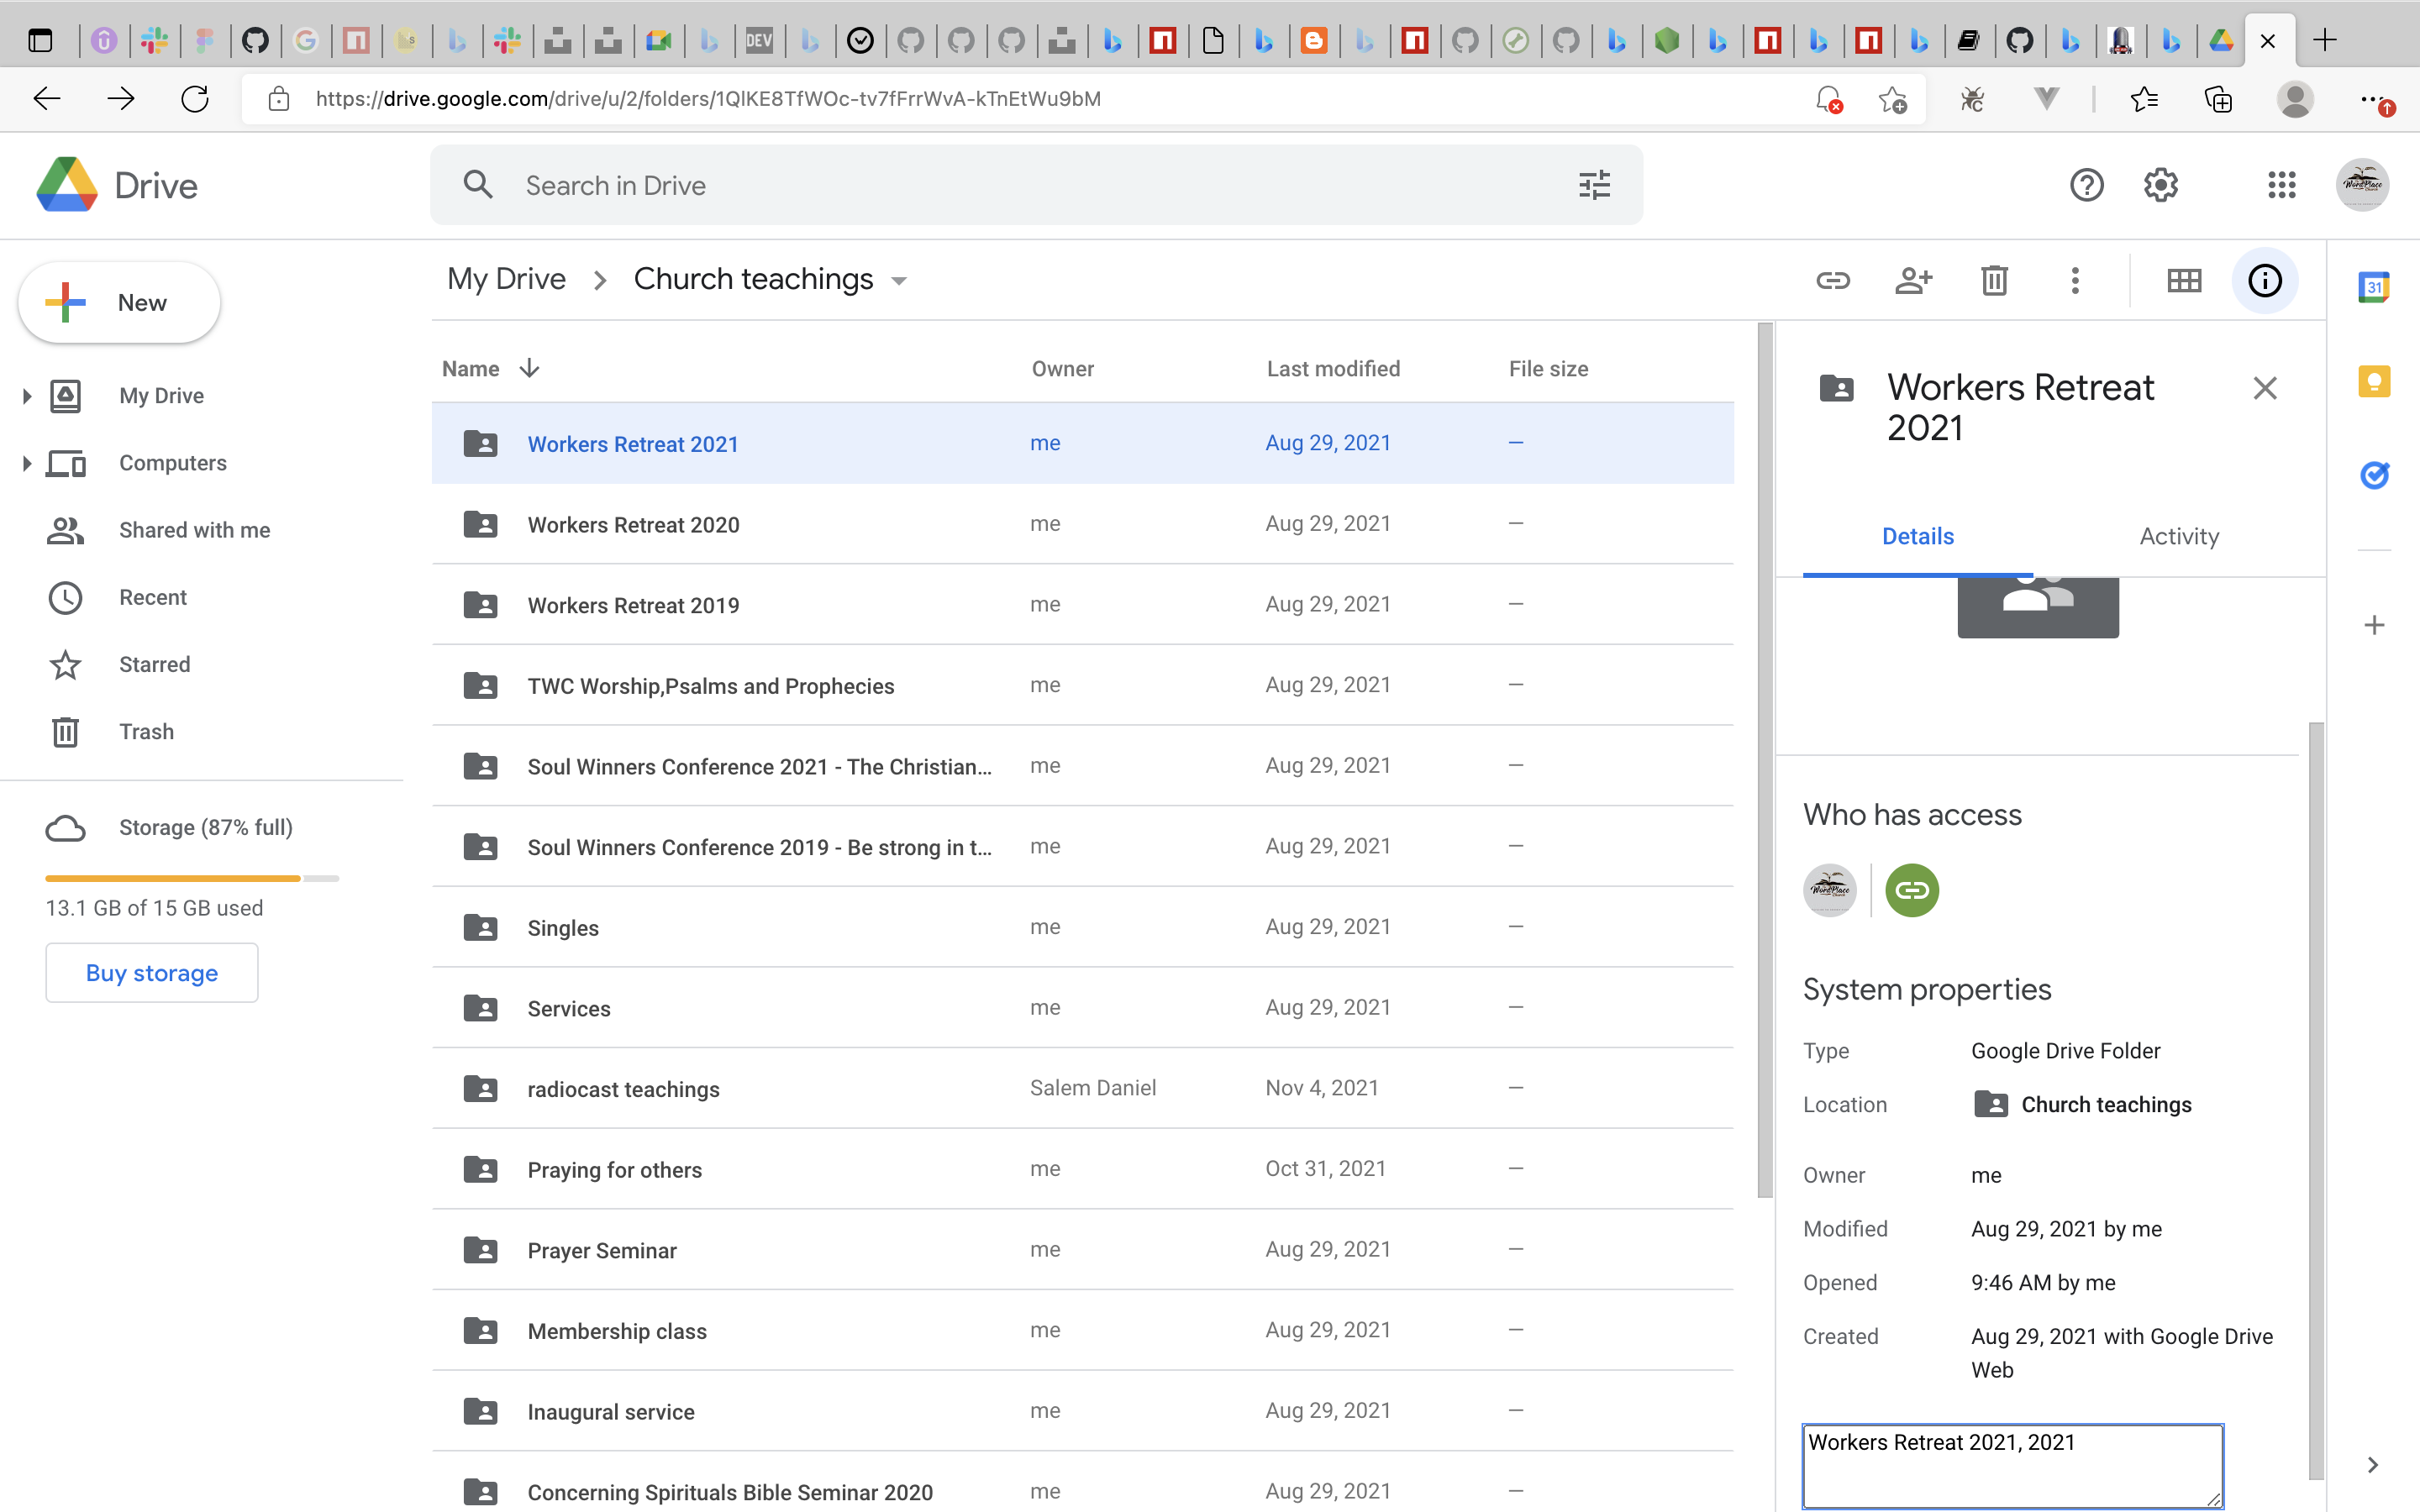 DEV
https://drive.google.com/drive/u/2/folders/1QlKE8TfWOc-tv7fFrrWvA-kTnEtWu9bM
Drive
Search in Drive
WordPlace
New
My Drive > Church teachings
31
My Drive
Computers
Shared with me
Recent
Starred
Trash
Storage (87% full)
13.1 GB of 15 GB used
Buy storage
Name Owner Last modified File size
Workers Retreat 2021 me Aug 29, 2021 —
Workers Retreat 2020 me Aug 29, 2021 —
Workers Retreat 2019 me Aug 29, 2021 —
TWC Worship,Psalms and Prophecies me Aug 29, 2021 —
Soul Winners Conference 2021 - The Christian... me Aug 29, 2021 —
Soul Winners Conference 2019 - Be strong in t... me Aug 29, 2021 —
Singles me Aug 29, 2021 —
Services me Aug 29, 2021 —
radiocast teachings Salem Daniel Nov 4, 2021 —
Praying for others me Oct 31, 2021 —
Prayer Seminar me Aug 29, 2021 —
Membership class me Aug 29, 2021 —
Inaugural service me Aug 29, 2021 —
Concerning Spirituals Bible Seminar 2020 me Aug 29, 2021 —
Workers Retreat
2021
Details Activity
Who has access
WordPlace
System properties
Type Google Drive Folder
Location Church teachings
Owner me
Modified Aug 29, 2021 by me
Opened 9:46 AM by me
Created Aug 29, 2021 with Google Drive
Web
Workers Retreat 2021, 2021